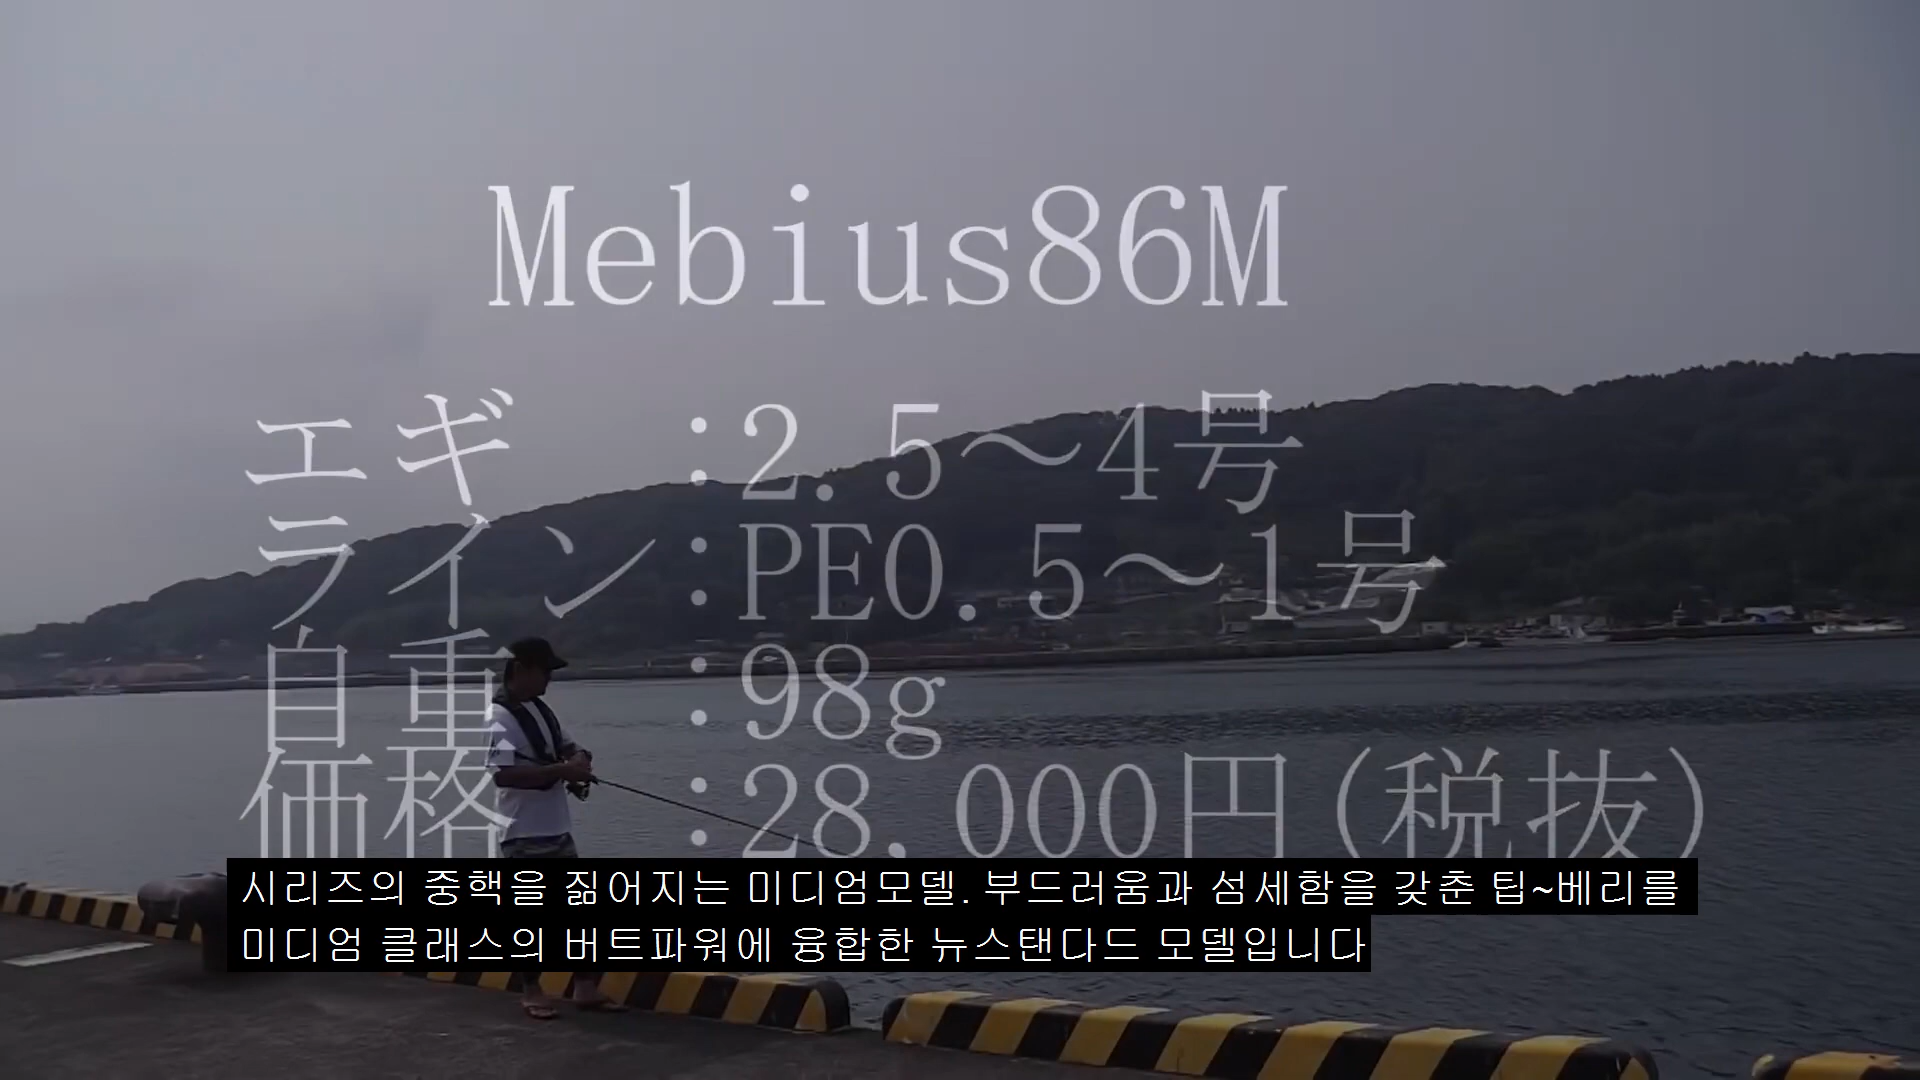 Mebius86M
エギ　：2.5～4号
ライン：PE0.5～1号
自重　：98g
価格　：28,000円(税抜)
시리즈의 중핵을 짊어지는 미디엄모델. 부드러움과 섬세함을 갖춘 팁~베리를
미디엄 클래스의 버트파워에 융합한 뉴스탠다드 모델입니다